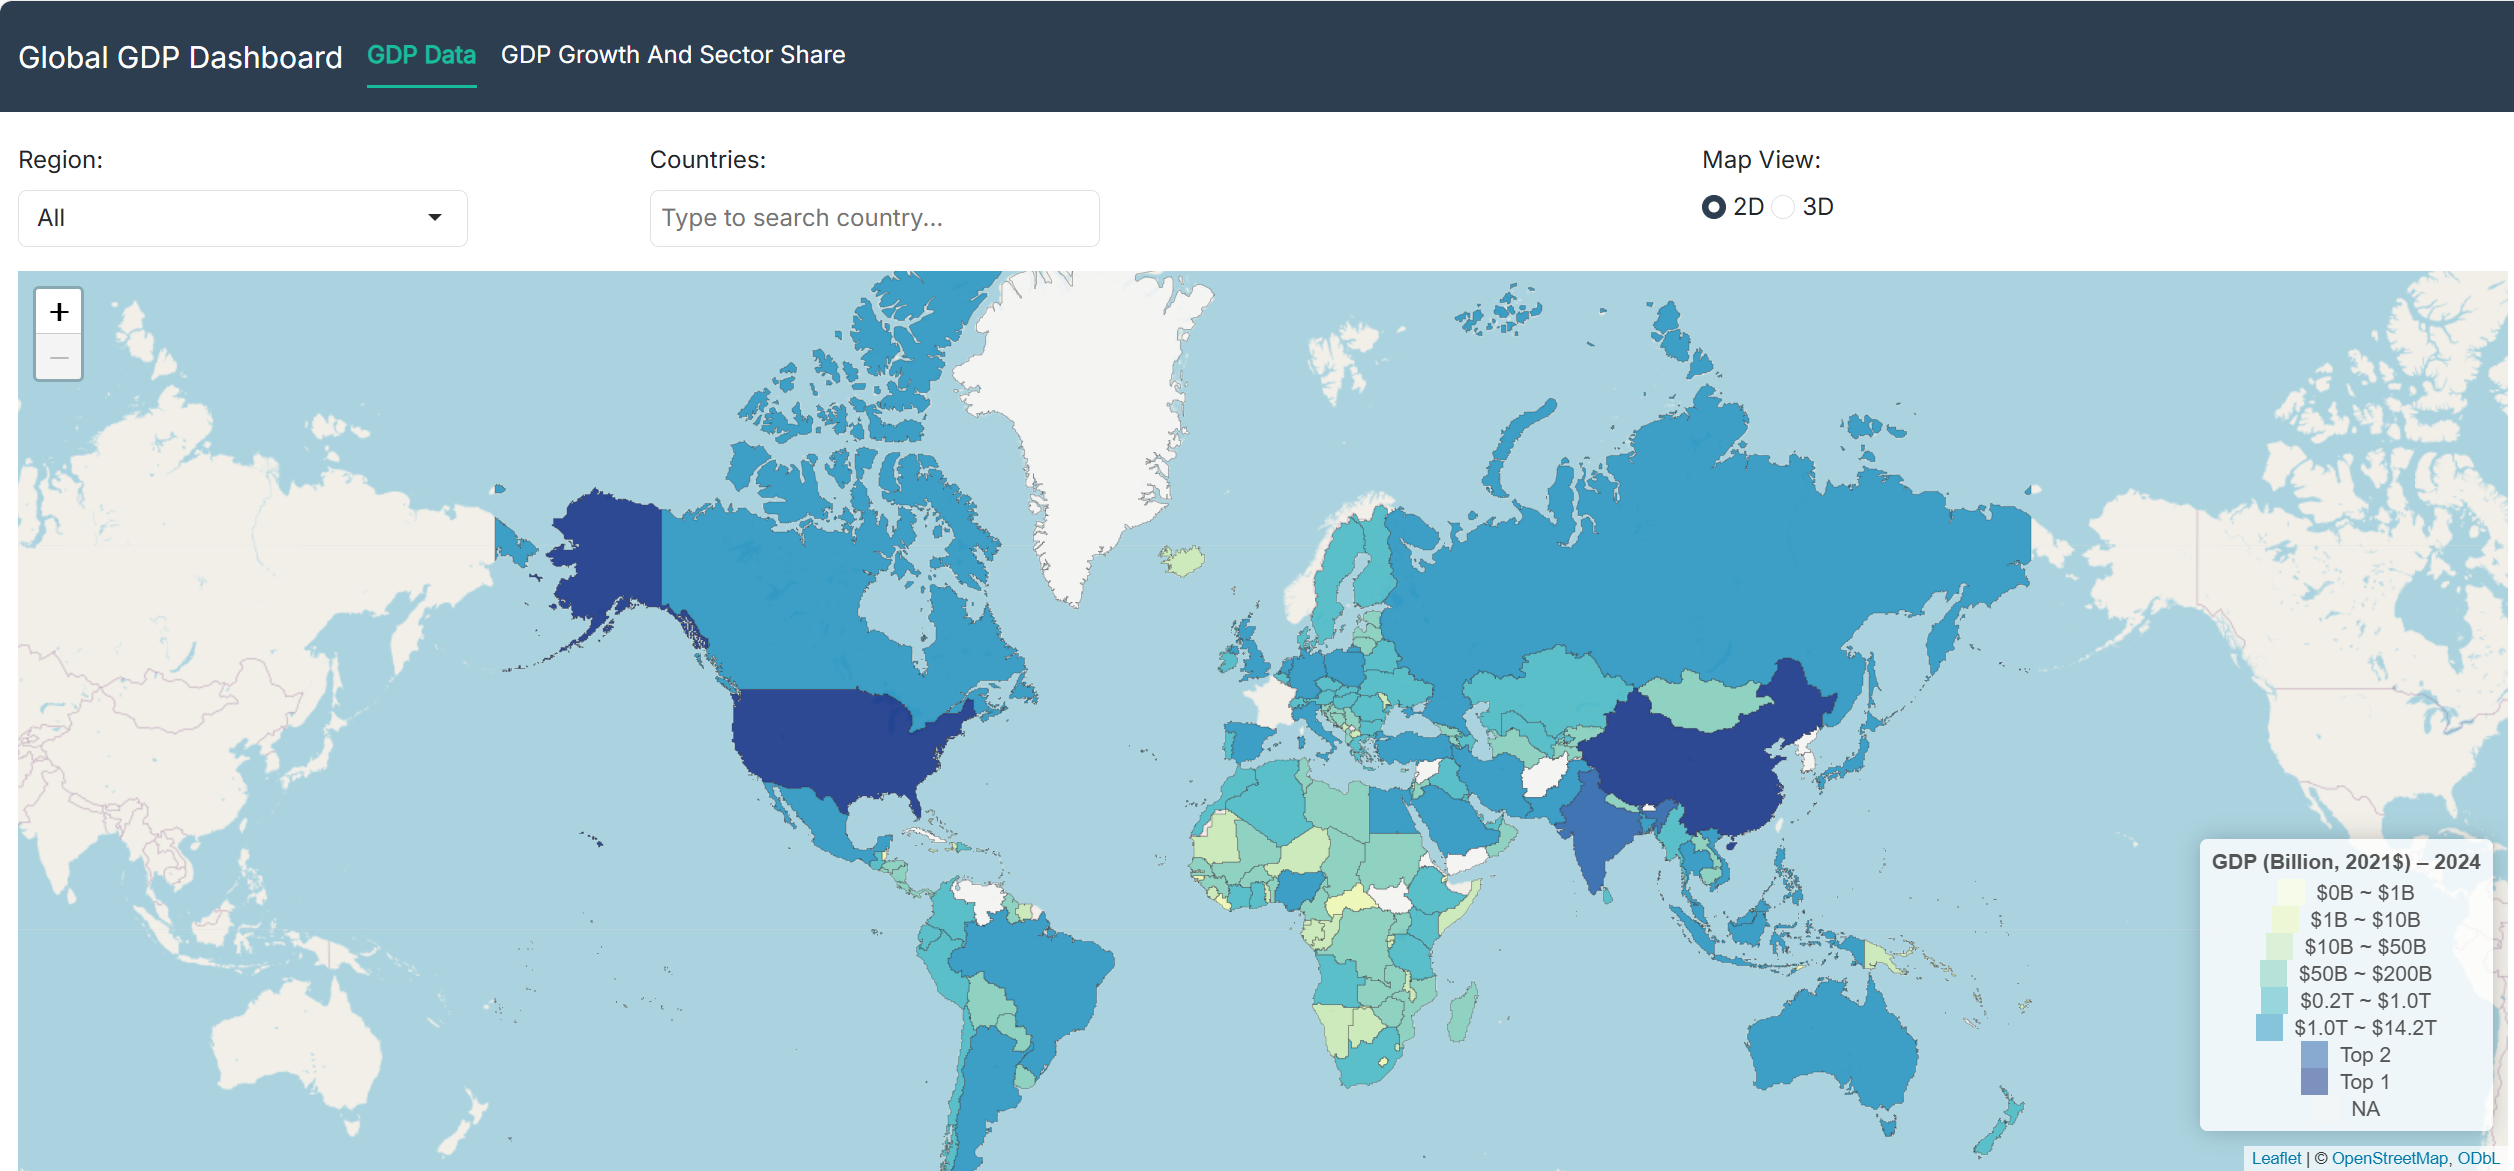 Global GDP Dashboard GDP Data GDP Growth And Sector Share
Region: Countries: Map View:
All Type to search country... 2D 3D
+
−
GDP (Billion, 2021$) – 2024
$0B ~ $1B
$1B ~ $10B
$10B ~ $50B
$50B ~ $200B
$0.2T ~ $1.0T
$1.0T ~ $14.2T
Top 2
Top 1
NA
Leaflet | © OpenStreetMap, ODbL